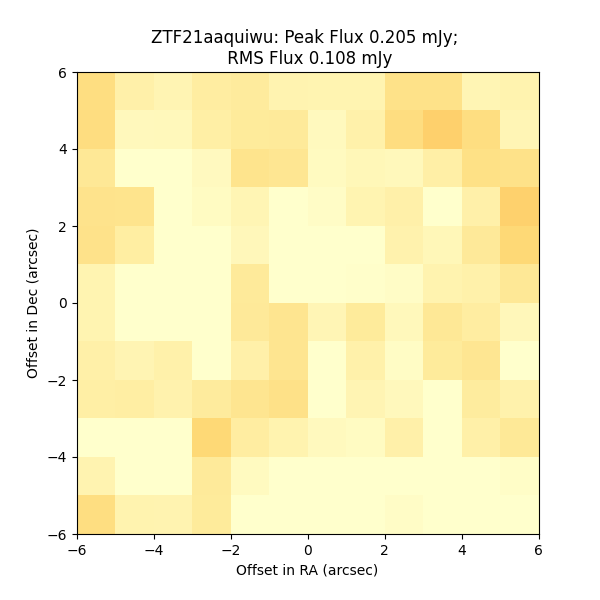 ZTF21aaquiwu: Peak Flux 0.205 mJy;
RMS Flux 0.108 mJy
6
4
2
0
−2
−4
−6
Offset in Dec (arcsec)
−6 −4 −2 0 2 4 6
Offset in RA (arcsec)